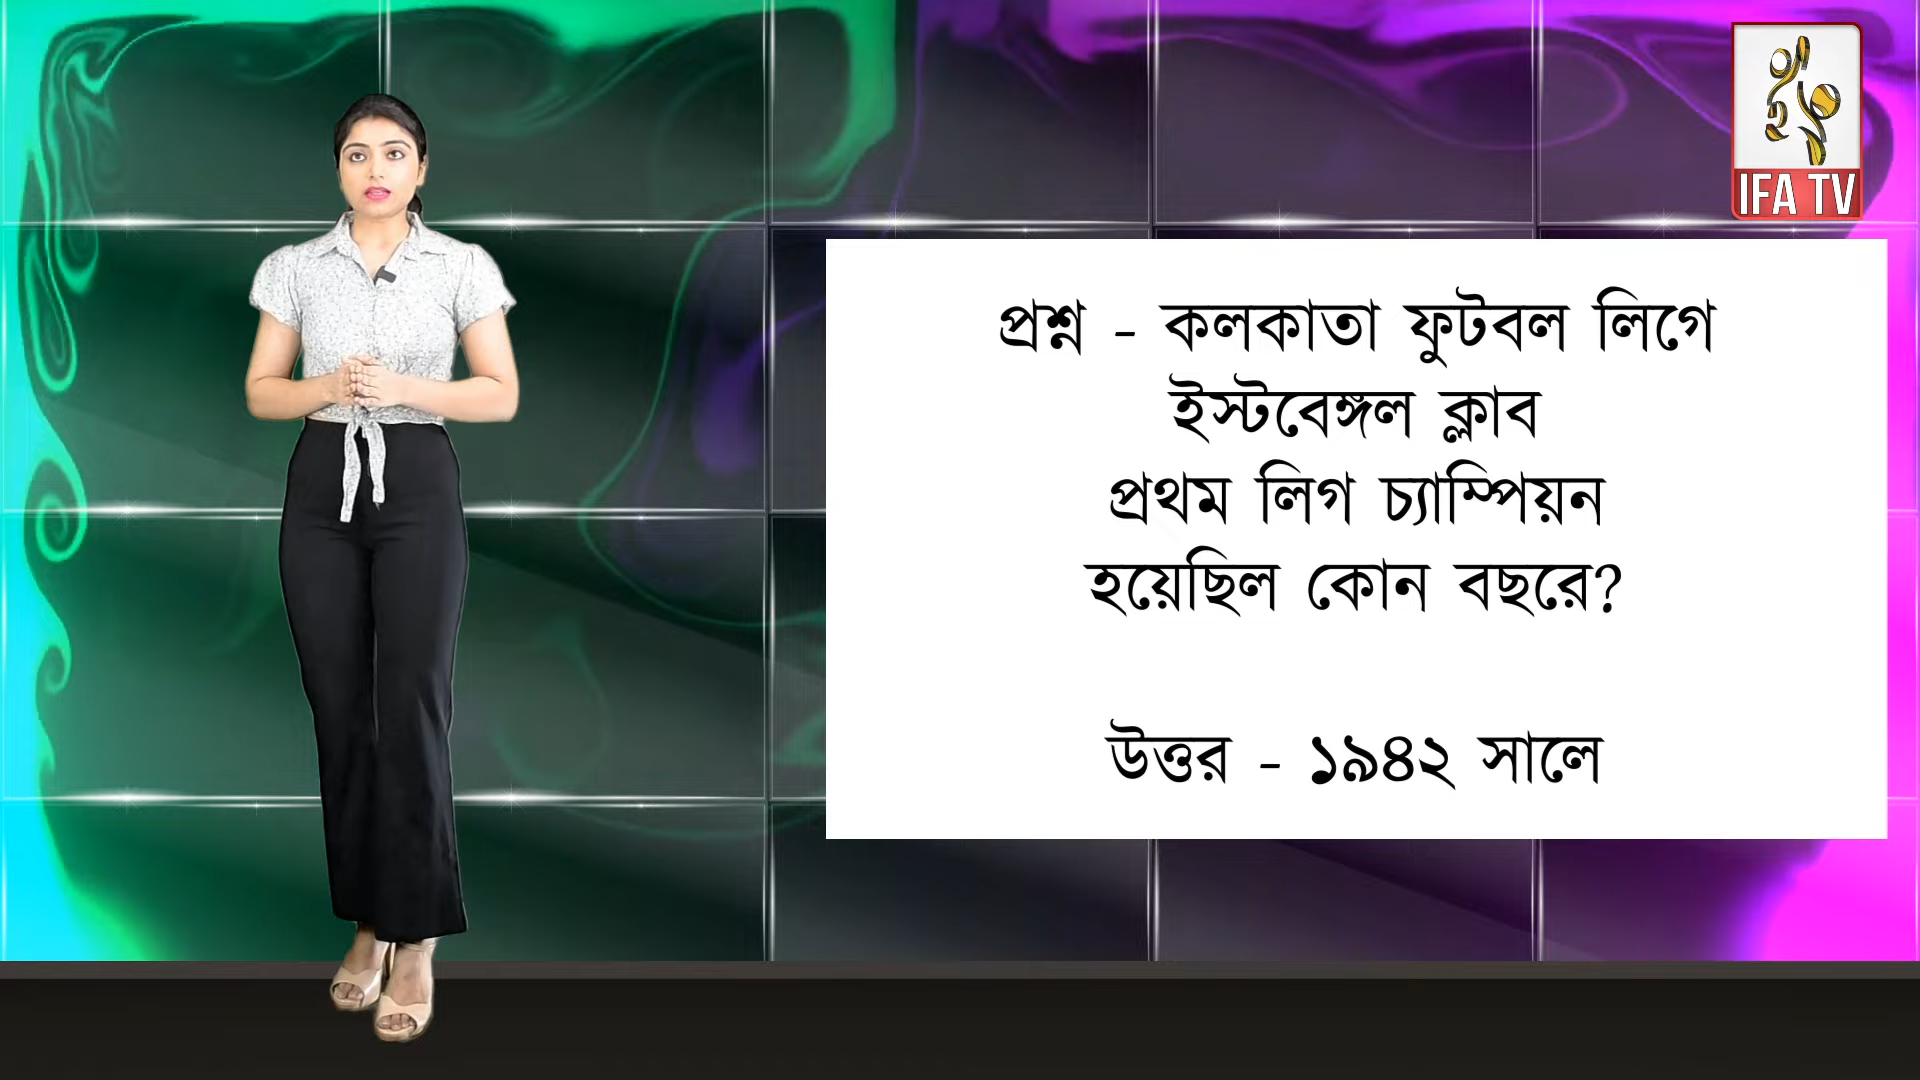 IFA TV
প্রশ্ন - কলকাতা ফুটবল লিগে
ইস্টবেঙ্গল ক্লাব
প্রথম লিগ চ্যাম্পিয়ন
হয়েছিল কোন বছরে?
উত্তর - ১৯৪২ সালে